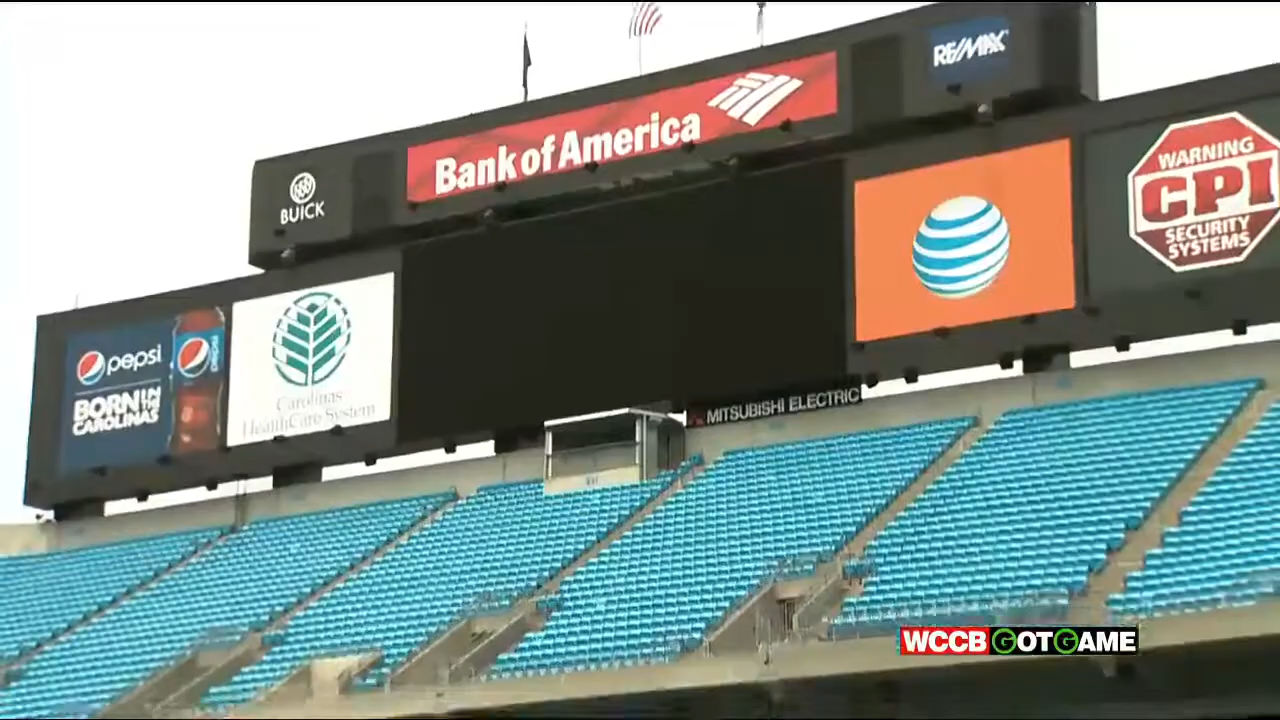 RE/MAX
Bank of America
BUICK
WARNING
CPI
SECURITY
SYSTEMS
pepsi
BORN IN THE
CAROLINAS
pepsi
Carolinas
HealthCare System
MITSUBISHI ELECTRIC
WCCB GOT GAME